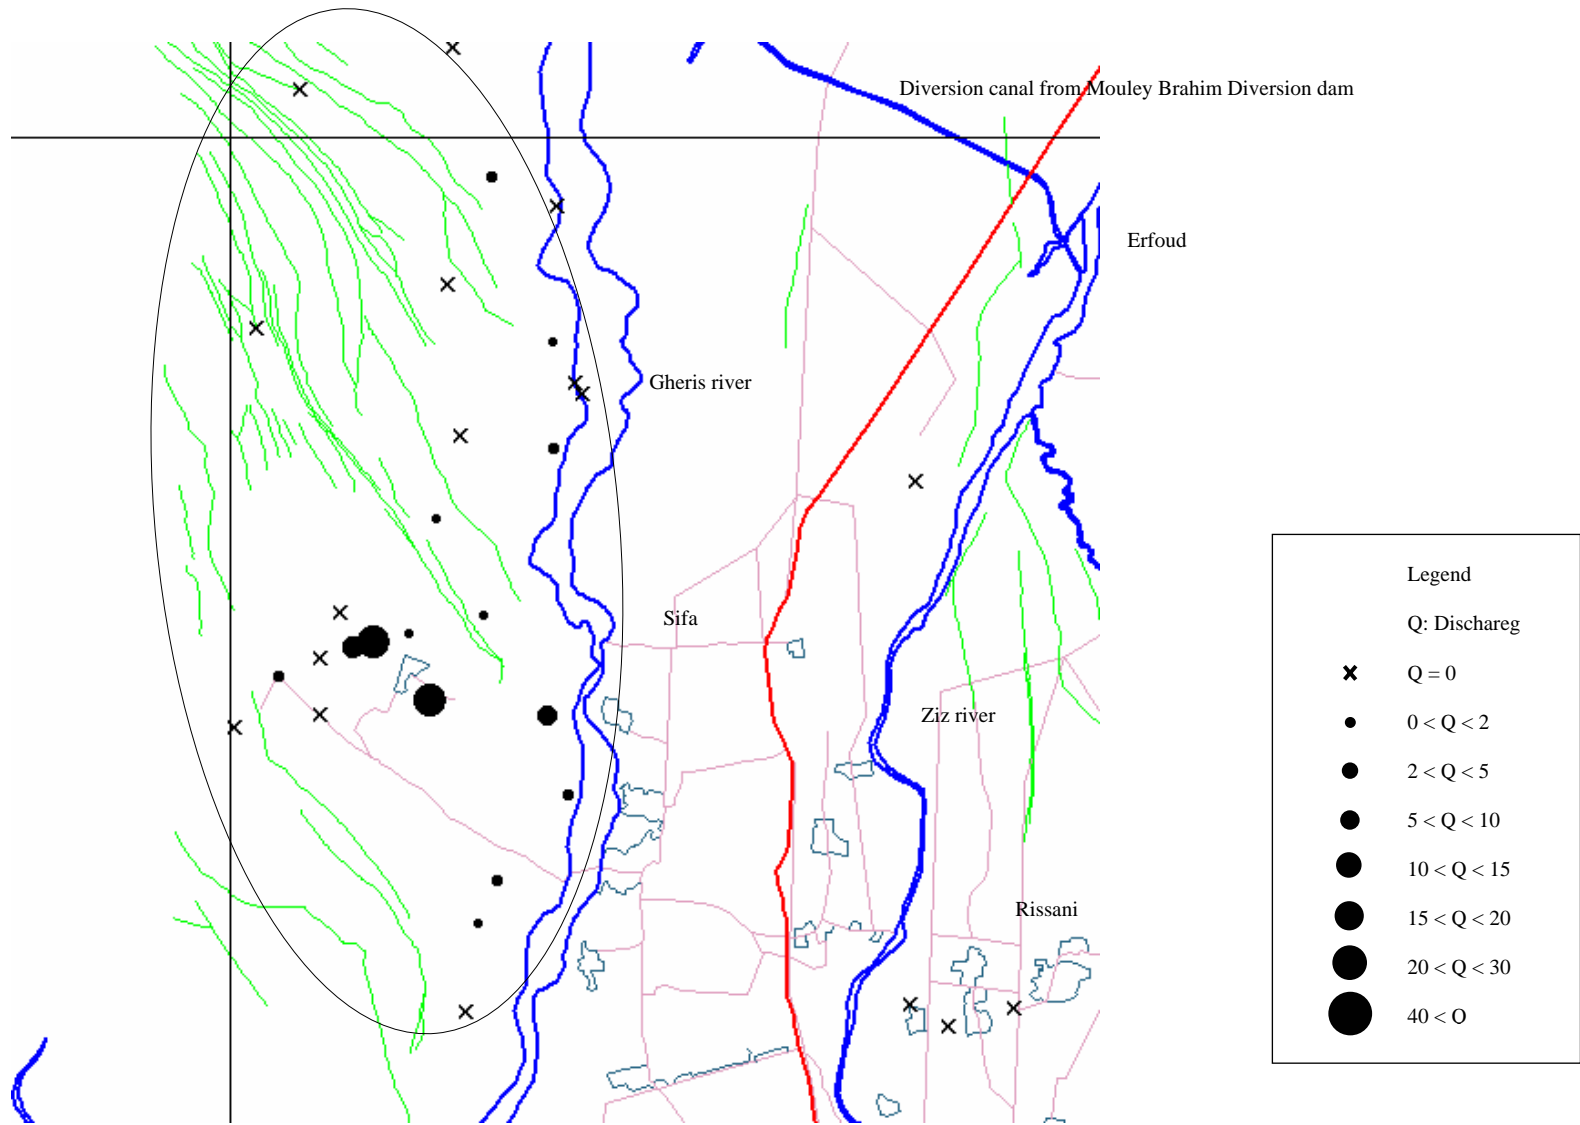 Diversion canal from Mouley Brahim Diversion dam
Erfoud
Gheris river
Sifa
Ziz river
Rissani
Legend
Q: Dischareg
Q = 0
0 < Q < 2
2 < Q < 5
5 < Q < 10
10 < Q < 15
15 < Q < 20
20 < Q < 30
40 < Q